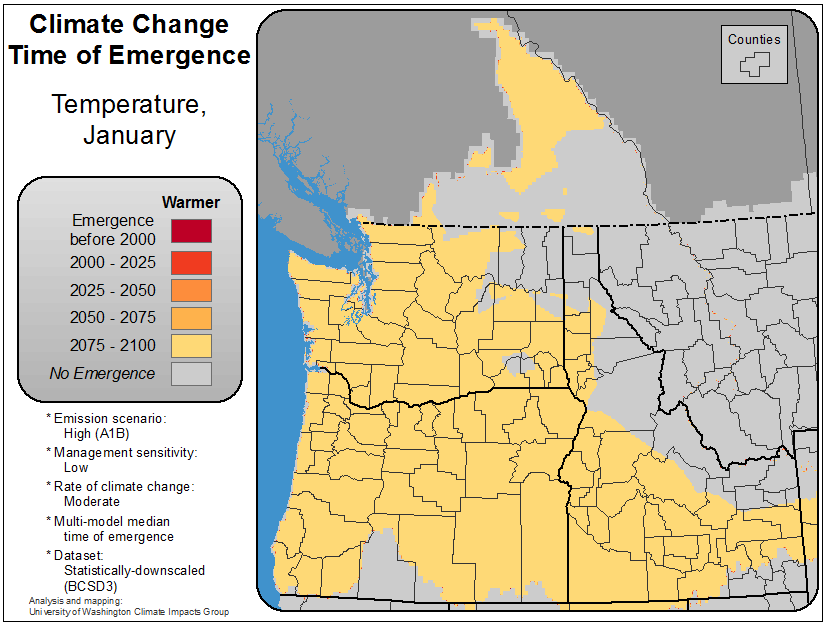 Climate Change
Time of Emergence
Temperature,
January
Warmer
Emergence
before 2000
2000 - 2025
2025 - 2050
2050 - 2075
2075 - 2100
No Emergence
* Emission scenario:
High (A1B)
* Management sensitivity:
Low
* Rate of climate change:
Moderate
* Multi-model median
time of emergence
* Dataset:
Statistically-downscaled
(BCSD3)
Analysis and mapping:
University of Washington Climate Impacts Group
Counties